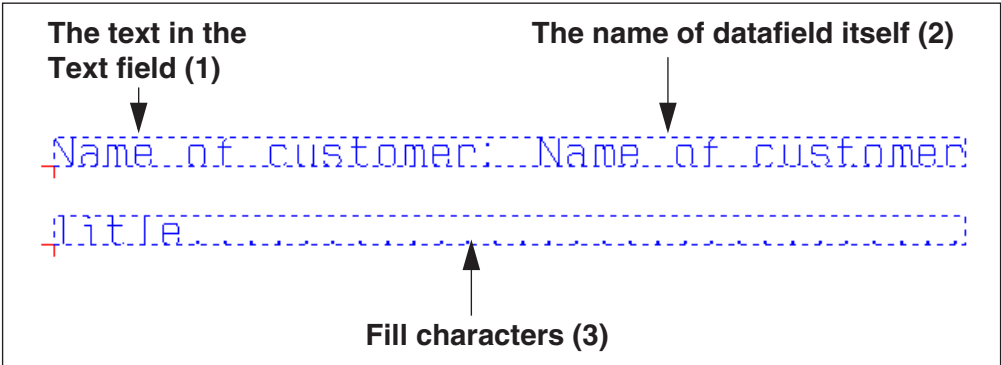 The text in the
Text field (1)
The name of datafield itself (2)
Name of customer: Name of customer
Title.............................
Fill characters (3)